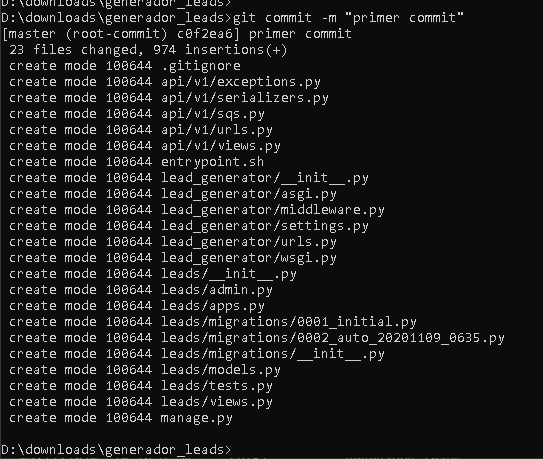 D:\downloads\generador_leads>
D:\downloads\generador_leads>git commit -m "primer commit"
[master (root-commit) c0f2ea6] primer commit
 23 files changed, 974 insertions(+)
 create mode 100644 .gitignore
 create mode 100644 api/v1/exceptions.py
 create mode 100644 api/v1/serializers.py
 create mode 100644 api/v1/sqs.py
 create mode 100644 api/v1/urls.py
 create mode 100644 api/v1/views.py
 create mode 100644 entrypoint.sh
 create mode 100644 lead_generator/__init__.py
 create mode 100644 lead_generator/asgi.py
 create mode 100644 lead_generator/middleware.py
 create mode 100644 lead_generator/settings.py
 create mode 100644 lead_generator/urls.py
 create mode 100644 lead_generator/wsgi.py
 create mode 100644 leads/__init__.py
 create mode 100644 leads/admin.py
 create mode 100644 leads/apps.py
 create mode 100644 leads/migrations/0001_initial.py
 create mode 100644 leads/migrations/0002_auto_20201109_0635.py
 create mode 100644 leads/migrations/__init__.py
 create mode 100644 leads/models.py
 create mode 100644 leads/tests.py
 create mode 100644 leads/views.py
 create mode 100644 manage.py
D:\downloads\generador_leads>